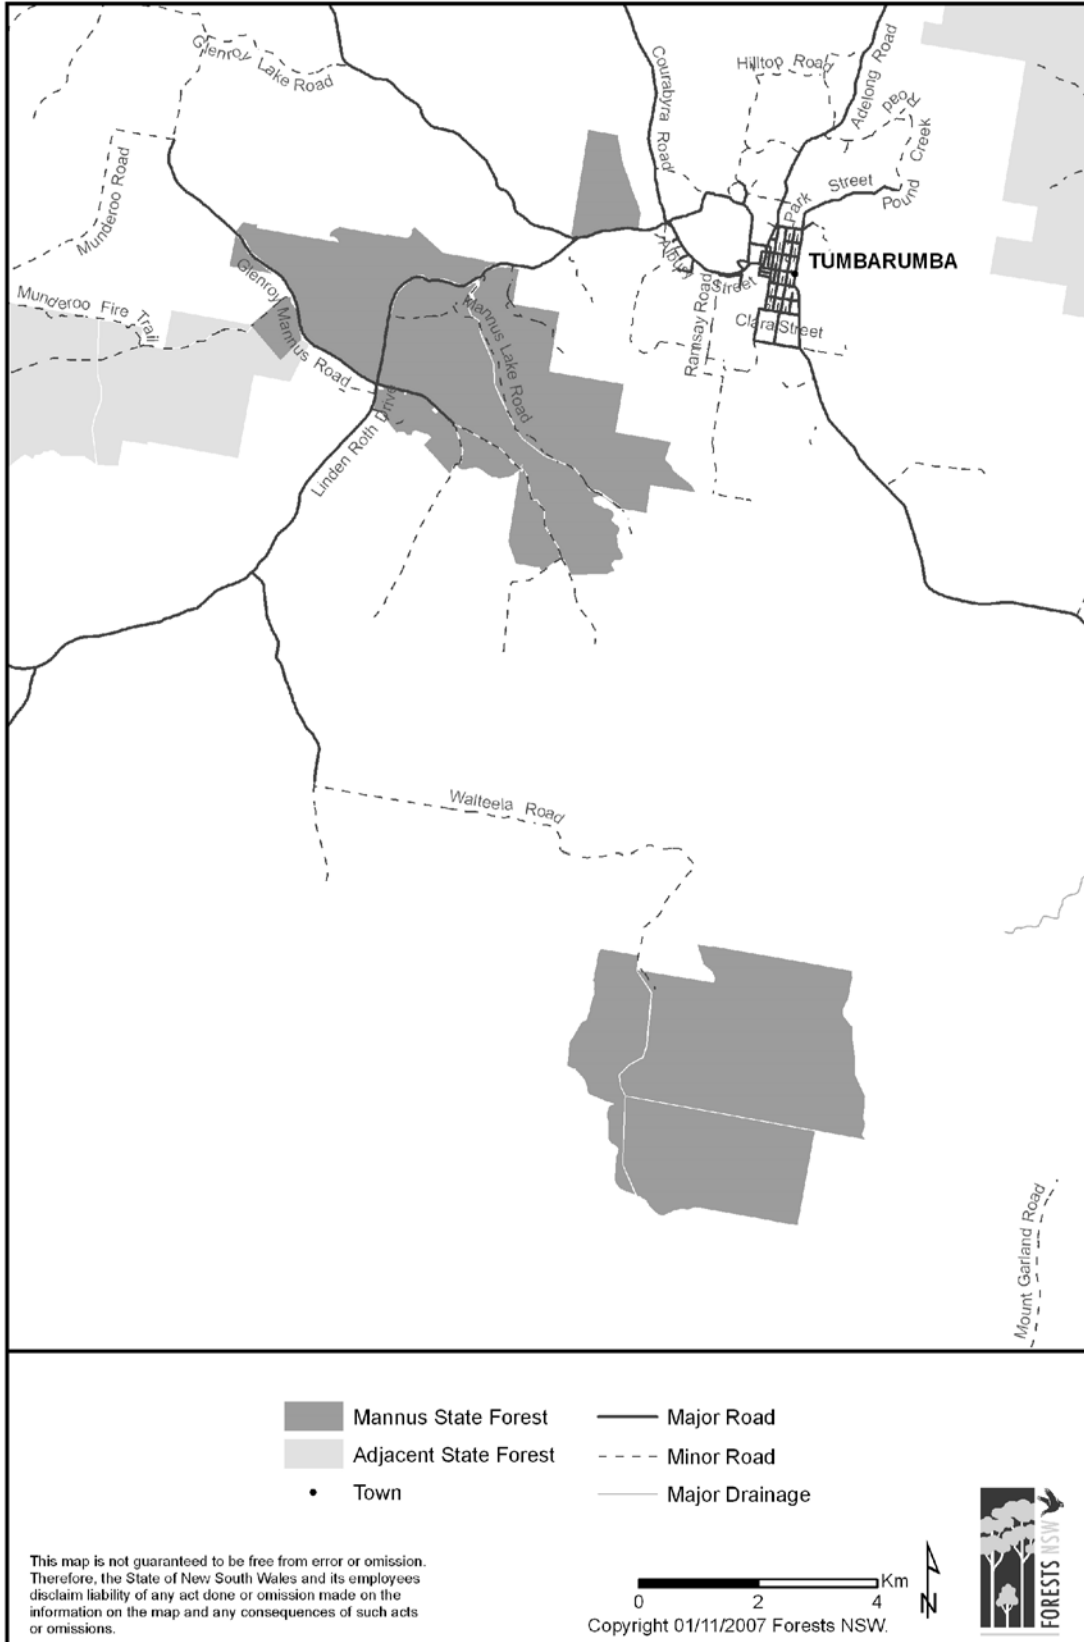 Glenroy Lake Road
Courabyra Road
Hilltop Road
Adelong Road
Munderoo Road
Pound Creek Road
Park Street
Albury Street
TUMBARUMBA
Ramsay Road
Clara Street
Glenroy Mannus Road
Munderoo Fire Trail
Mannus Lake Road
Linden Roth Drive
Walteela Road
Mount Garland Road
Mannus State Forest
Adjacent State Forest
Town
Major Road
Minor Road
Major Drainage
This map is not guaranteed to be free from error or omission.
Therefore, the State of New South Wales and its employees
disclaim liability of any act done or omission made on the
information on the map and any consequences of such acts
or omissions.
0 2 4 Km
N
Copyright 01/11/2007 Forests NSW.
FORESTS NSW